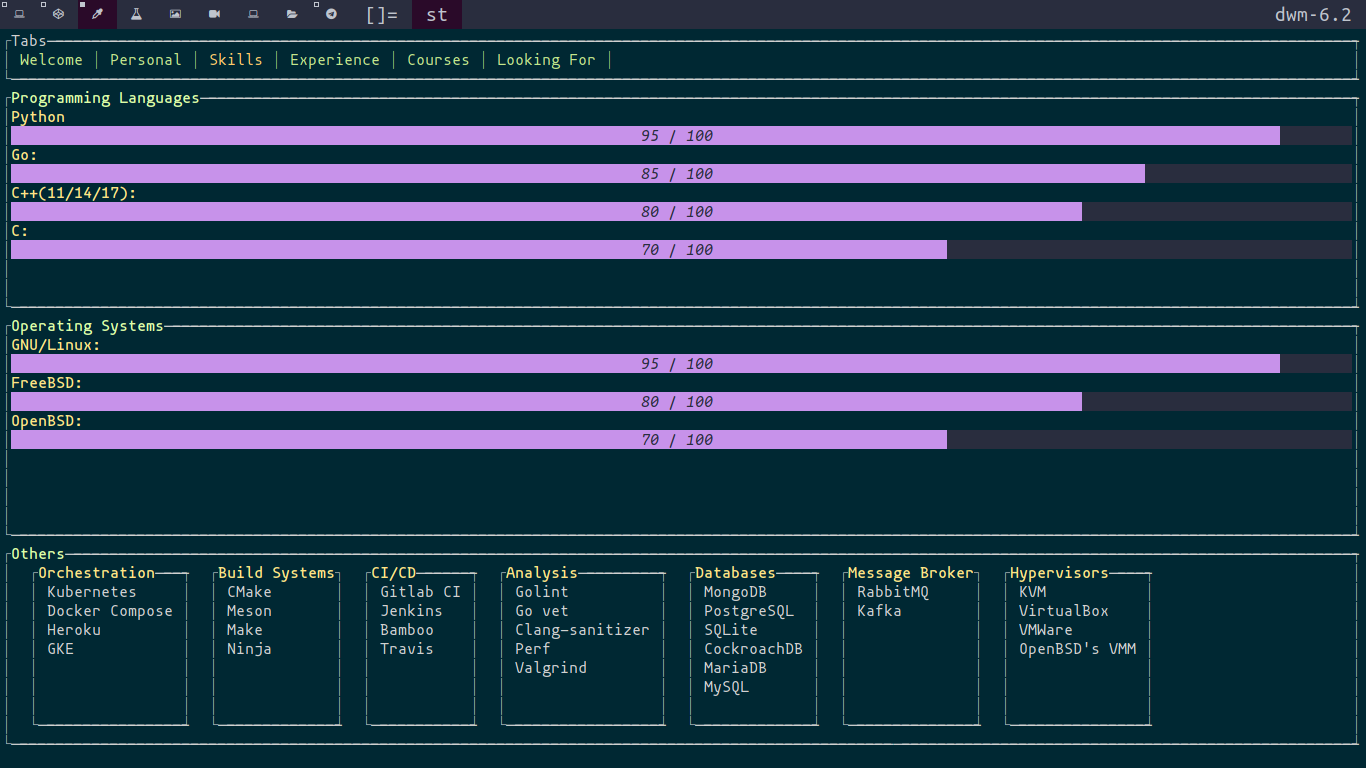 []= st dwm-6.2
Tabs
Welcome │ Personal │ Skills │ Experience │ Courses │ Looking For │
Programming Languages
Python
95 / 100
Go:
85 / 100
C++(11/14/17):
80 / 100
C:
70 / 100
Operating Systems
GNU/Linux:
95 / 100
FreeBSD:
80 / 100
OpenBSD:
70 / 100
Others
Orchestration
Kubernetes
Docker Compose
Heroku
GKE
Build Systems
CMake
Meson
Make
Ninja
CI/CD
Gitlab CI
Jenkins
Bamboo
Travis
Analysis
Golint
Go vet
Clang-sanitizer
Perf
Valgrind
Databases
MongoDB
PostgreSQL
SQLite
CockroachDB
MariaDB
MySQL
Message Broker
RabbitMQ
Kafka
Hypervisors
KVM
VirtualBox
VMWare
OpenBSD's VMM